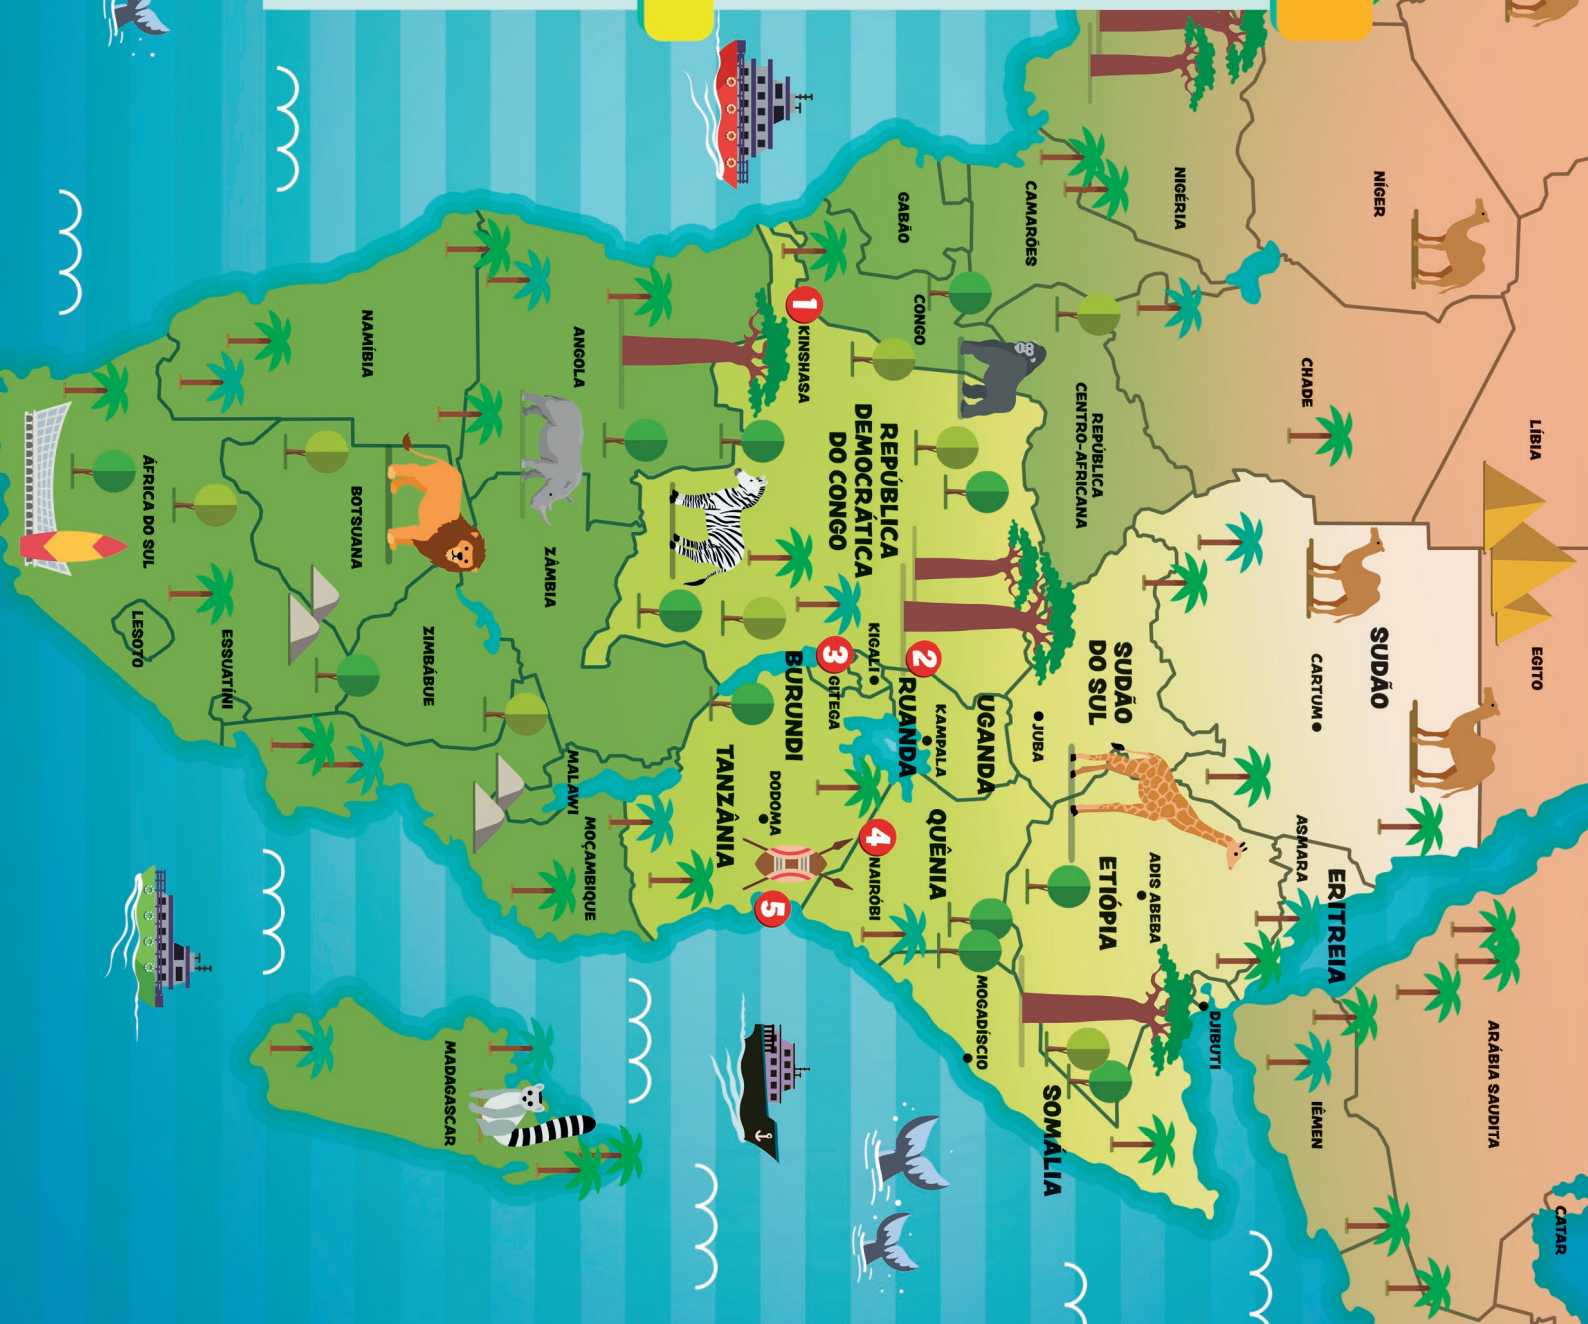 LÍBIA
EGITO
ARÁBIA SAUDITA
CATAR
NÍGER
CHADE
SUDÃO
CARTUM
ERITREIA
ASMARA
IÊMEN
NIGÉRIA
CAMARÕES
REPÚBLICA
CENTRO-AFRICANA
SUDÃO
DO SUL
JUBA
ETIÓPIA
ADIS ABEBA
DJIBUTI
SOMÁLIA
MOGADÍSCIO
GABÃO
CONGO
1
KINSHASA
REPÚBLICA
DEMOCRÁTICA
DO CONGO
2
UGANDA
KAMPALA
RUANDA
KIGALI
3
GITEGA
BURUNDI
QUÊNIA
4
NAIRÓBI
5
TANZÂNIA
DODOMA
ANGOLA
ZÂMBIA
MALAWI
MOÇAMBIQUE
NAMÍBIA
BOTSUANA
ZIMBÁBUE
MADAGASCAR
ÁFRICA DO SUL
ESSUATÍNI
LESOTO